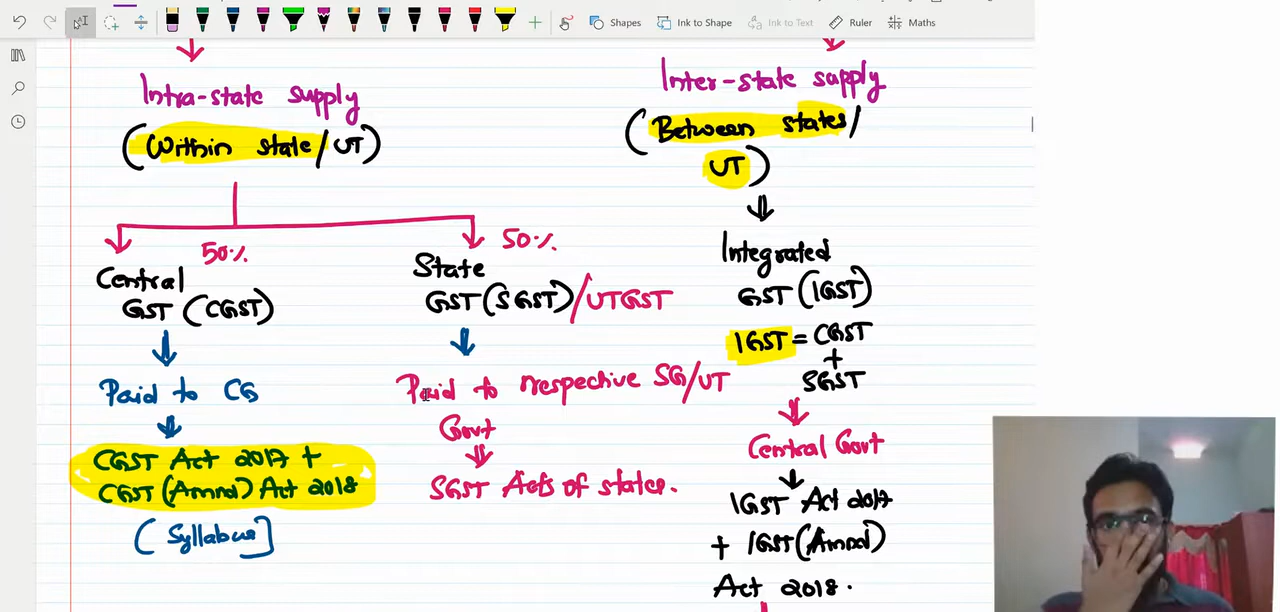 Shapes
Ink to Shape
Ink to Text
Ruler
Maths
Intra-state supply
(Within state/UT)
50%
Central
GST (CGST)
Paid to CG
CGST Act 2017 +
CGST (Amnd) Act 2018
(Syllabus]
50%
State
GST(SGST)/UTGST
Paid to respective SG/UT
Govt
SGST Acts of states.
Inter-state supply
(Between states/
UT)
Integrated
GST (IGST)
IGST = CGST
+
SGST
Central Govt
IGST Act 2017
+ IGST (Amnd)
Act 2018.